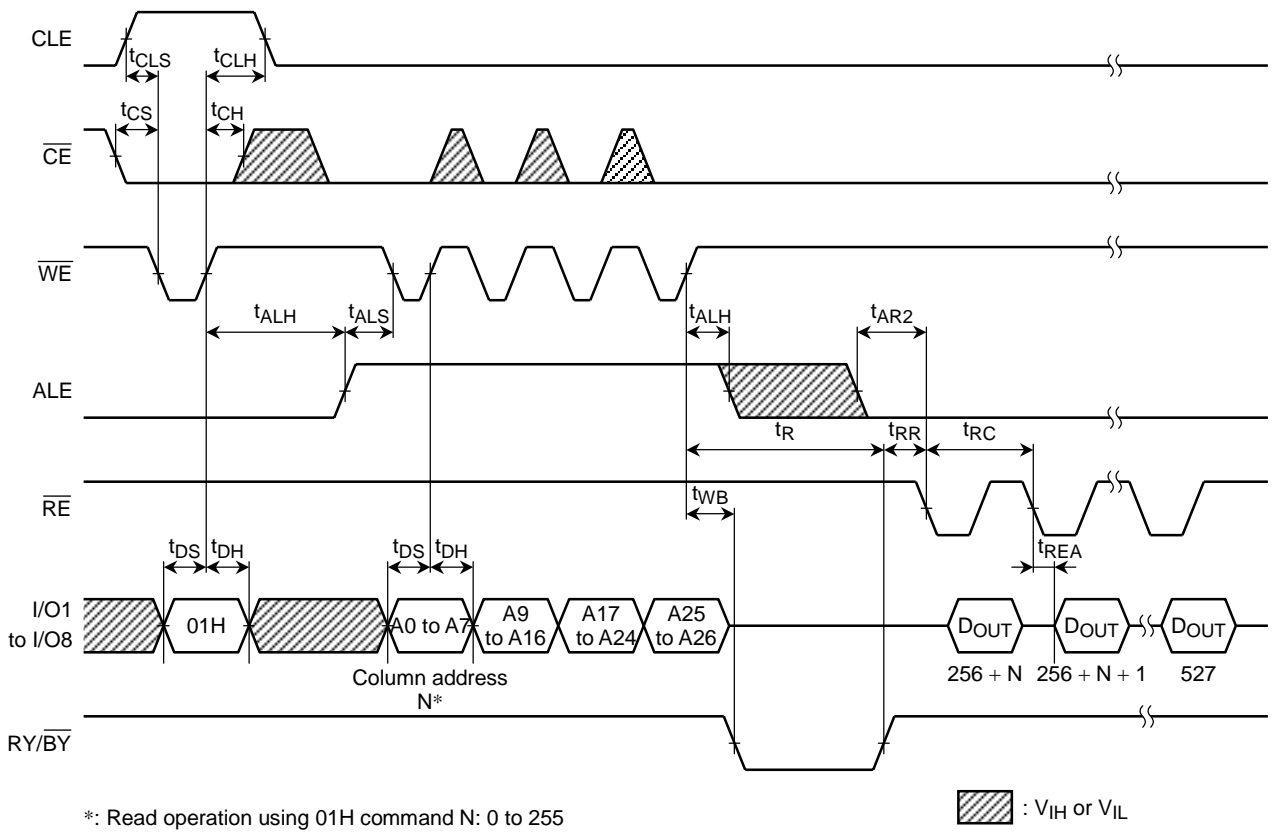 CLE
tCLS
tCLH
tCS
tCH
CE
WE
tALH
tALS
tALH
tAR2
ALE
tR
tRR
tRC
RE
tWB
tDS
tDH
tDS
tDH
tREA
I/O1
to I/O8
01H
A0 to A7
A9
to A16
A17
to A24
A25
to A26
DOUT
DOUT
DOUT
256 + N
256 + N + 1
527
Column address
N*
RY/BY
*: Read operation using 01H command N: 0 to 255
: VIH or VIL